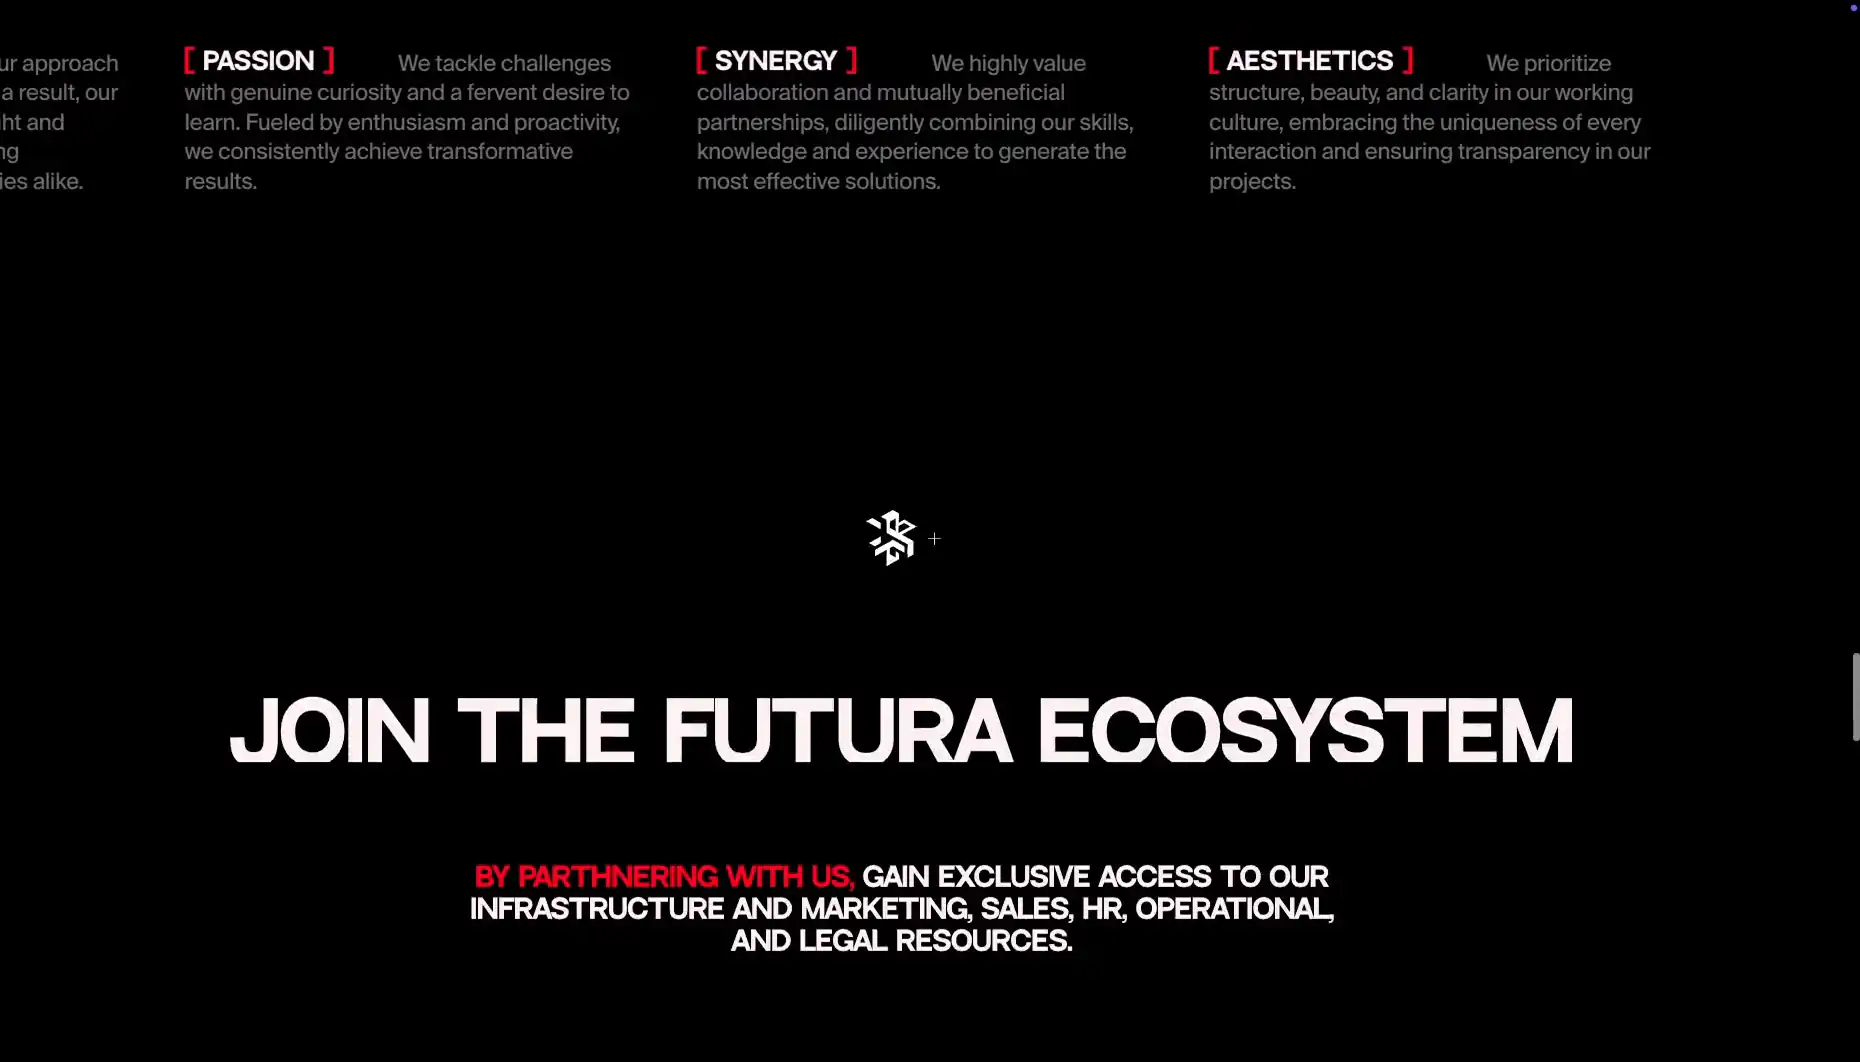 ur approach
a result, our
ht and
ng
ies alike.
[ PASSION ] We tackle challenges
with genuine curiosity and a fervent desire to
learn. Fueled by enthusiasm and proactivity,
we consistently achieve transformative
results.
[ SYNERGY ] We highly value
collaboration and mutually beneficial
partnerships, diligently combining our skills,
knowledge and experience to generate the
most effective solutions.
[ AESTHETICS ] We prioritize
structure, beauty, and clarity in our working
culture, embracing the uniqueness of every
interaction and ensuring transparency in our
projects.
JOIN THE FUTURA ECOSYSTEM
BY PARTHNERING WITH US, GAIN EXCLUSIVE ACCESS TO OUR
INFRASTRUCTURE AND MARKETING, SALES, HR, OPERATIONAL,
AND LEGAL RESOURCES.